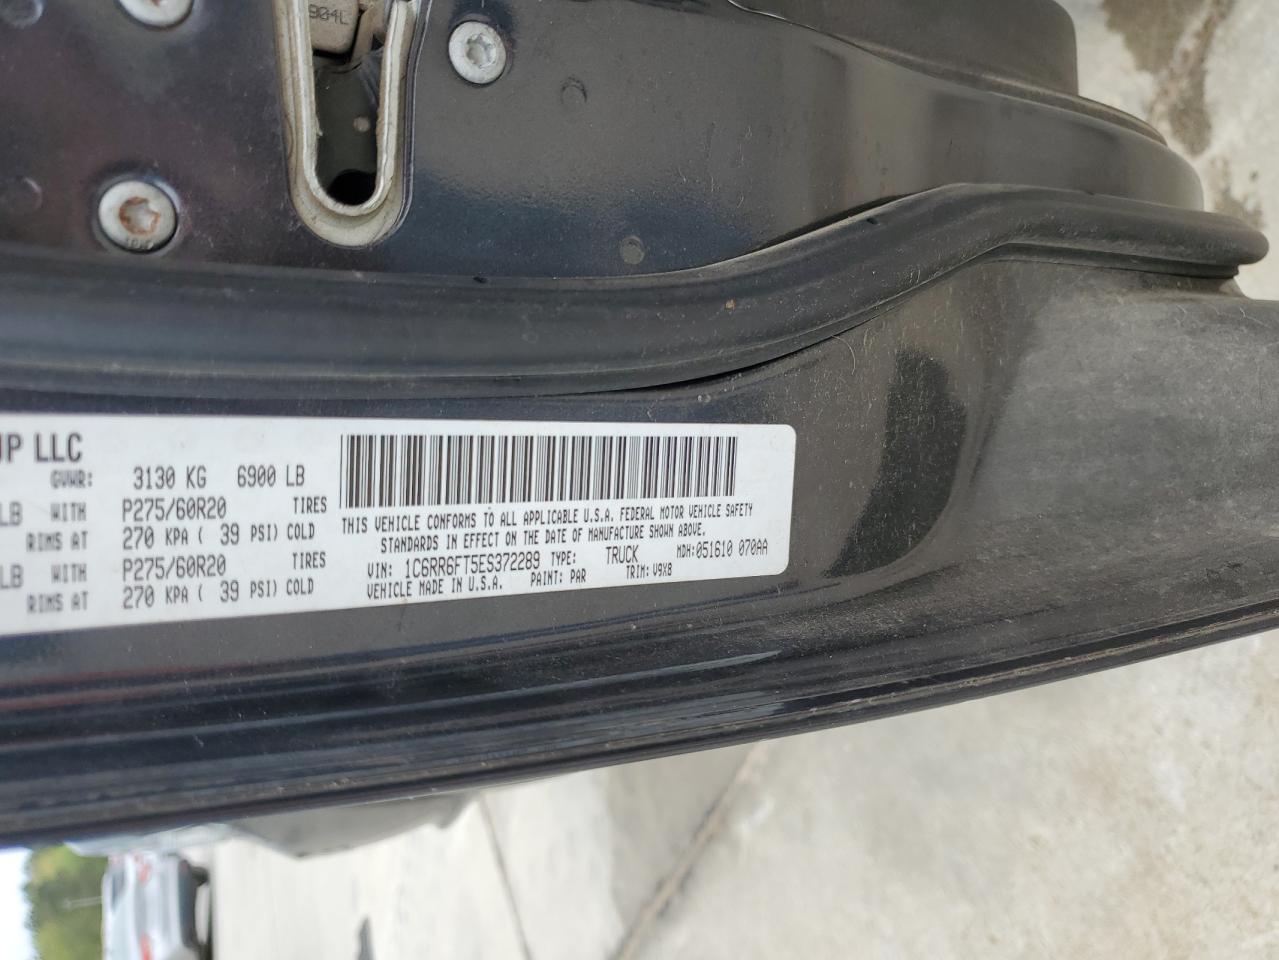 904L
UP LLC
GVWR: 3130 KG 6900 LB
LB WITH P275/60R20 TIRES
RIMS AT 270 KPA ( 39 PSI) COLD
LB WITH P275/60R20 TIRES
RIMS AT 270 KPA ( 39 PSI) COLD
THIS VEHICLE CONFORMS TO ALL APPLICABLE U.S.A. FEDERAL MOTOR VEHICLE SAFETY
STANDARDS IN EFFECT ON THE DATE OF MANUFACTURE SHOWN ABOVE.
VIN: 1C6RR6FT5ES372289 TYPE: TRUCK MDH:051610 070AA
VEHICLE MADE IN U.S.A. PAINT: PAR TRIM: V9X8